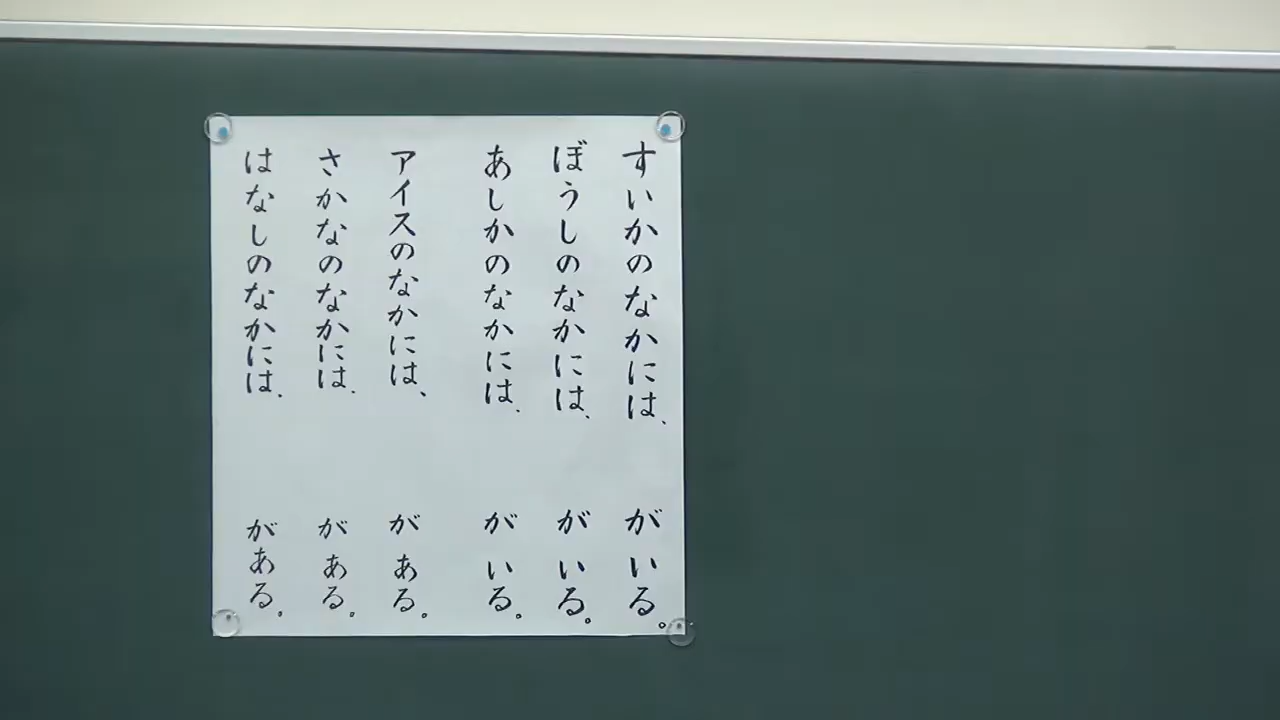 すいかのなかには、　がいる。
ぼうしのなかには、　がいる。
あしかのなかには、　がいる。
アイスのなかには、　がある。
さかなのなかには、　がある。
はなしのなかには、　がある。